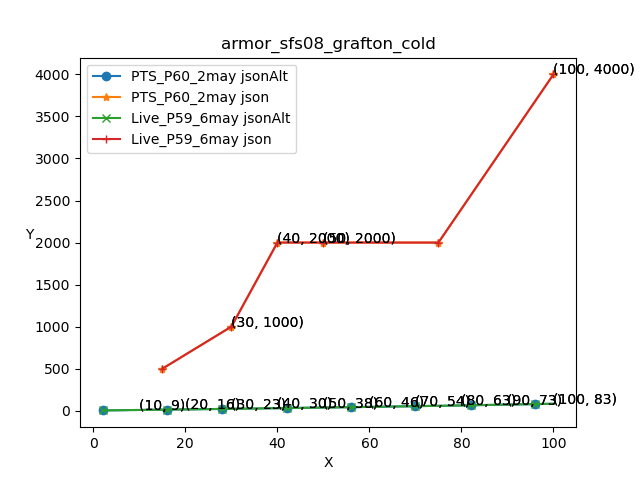 armor_sfs08_grafton_cold
PTS_P60_2may jsonAlt
PTS_P60_2may json
Live_P59_6may jsonAlt
Live_P59_6may json
(100, 4000)
4000
3500
3000
2500
Y
2000
(40, 2000)
(50, 2000)
1500
1000
(30, 1000)
500
0
(10, 9)
(20, 16)
(30, 23)
(40, 30)
(50, 38)
(60, 46)
(70, 54)
(80, 63)
(90, 73)
(100, 83)
0 20 40 60 80 100
X